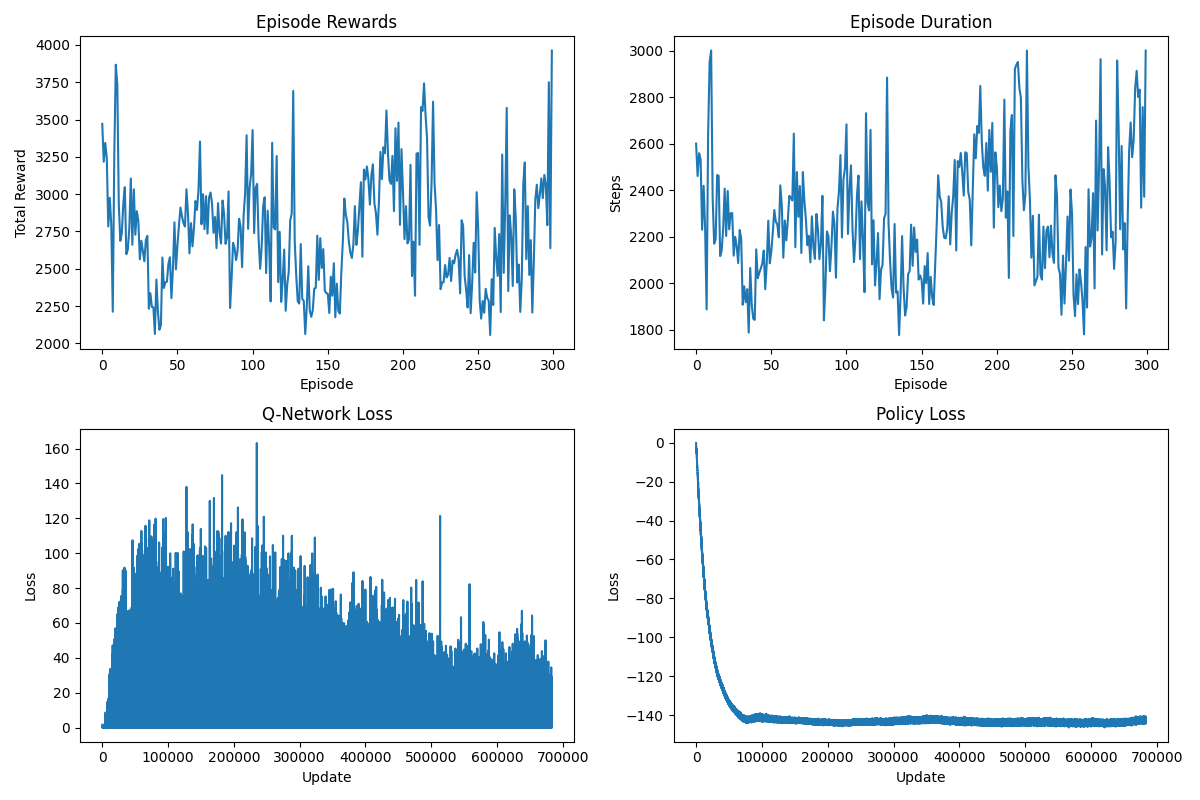 Episode Rewards
Total Reward
4000
3750
3500
3250
3000
2750
2500
2250
2000
0 50 100 150 200 250 300
Episode
Episode Duration
Steps
3000
2800
2600
2400
2200
2000
1800
0 50 100 150 200 250 300
Episode
Q-Network Loss
Loss
160
140
120
100
80
60
40
20
0
0 100000 200000 300000 400000 500000 600000 700000
Update
Policy Loss
Loss
0
−20
−40
−60
−80
−100
−120
−140
0 100000 200000 300000 400000 500000 600000 700000
Update